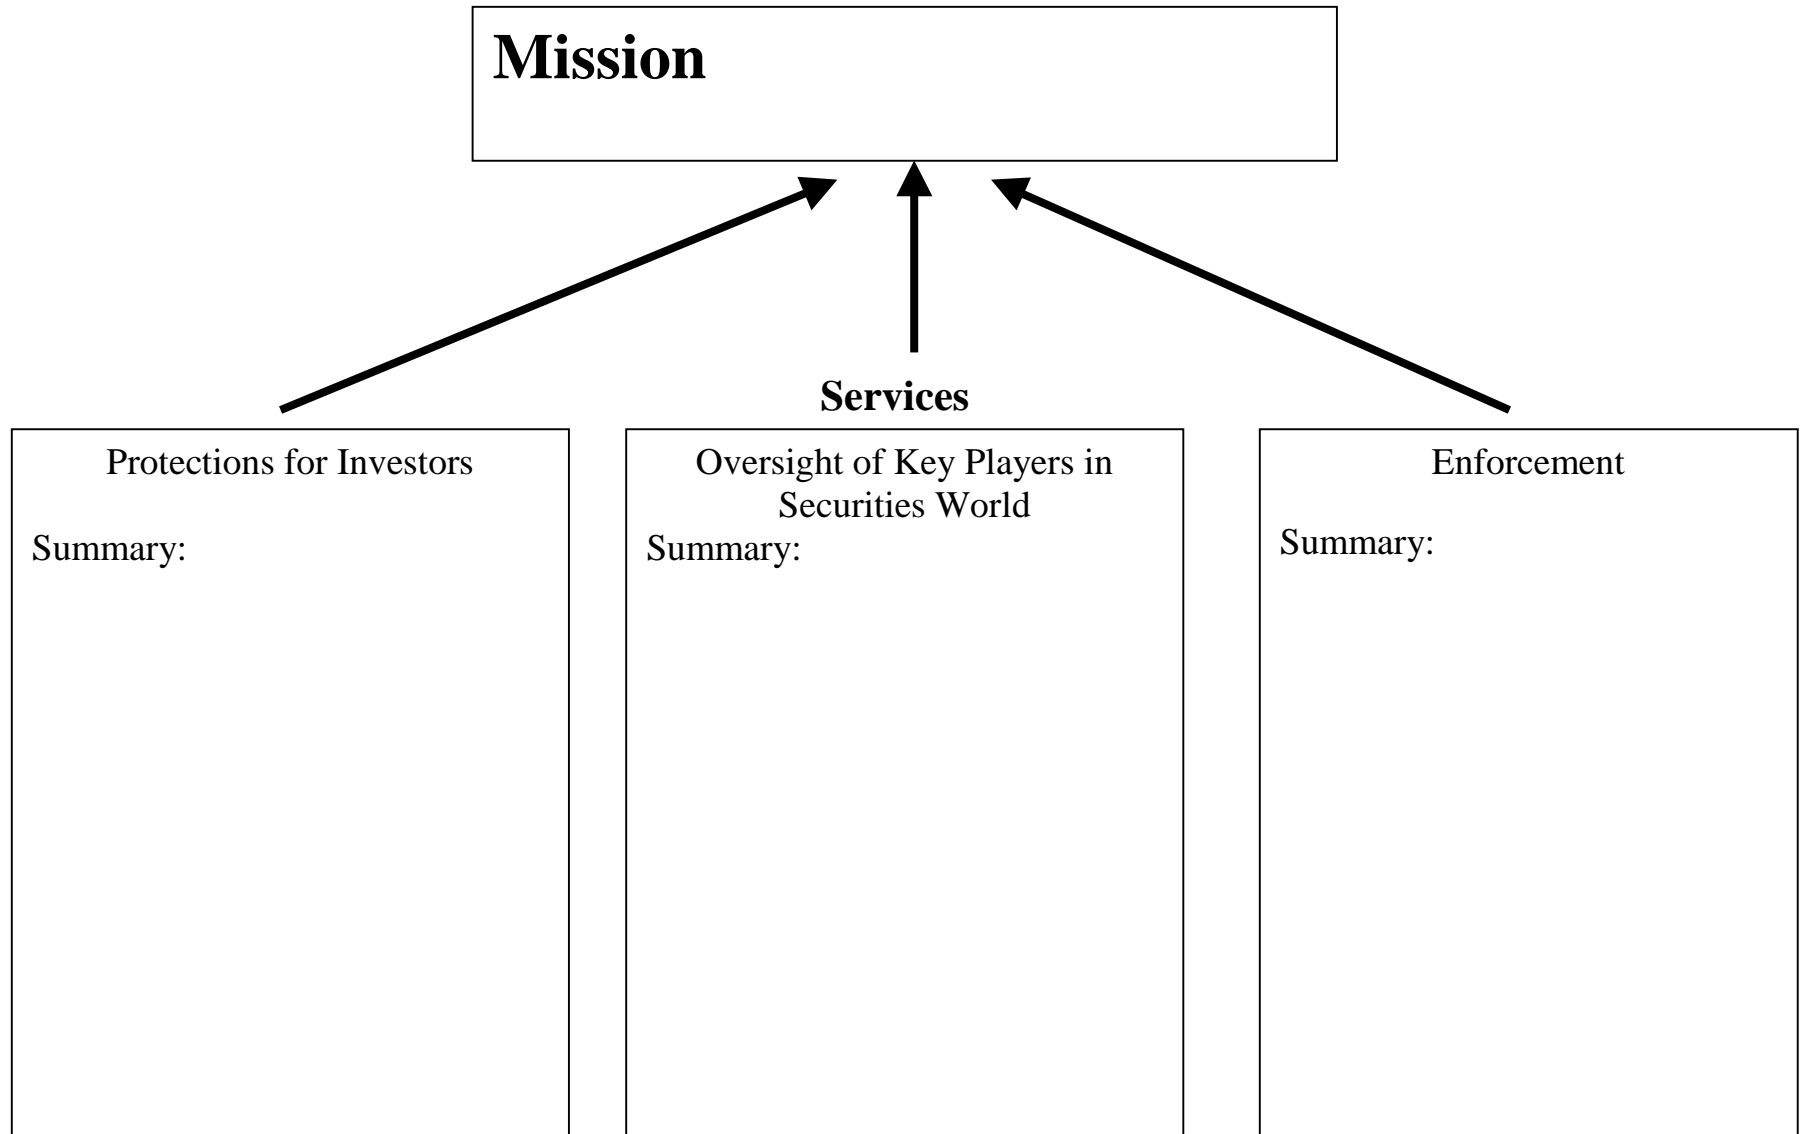 Mission
Services
Protections for Investors
Summary:
Oversight of Key Players in
Securities World
Summary:
Enforcement
Summary: